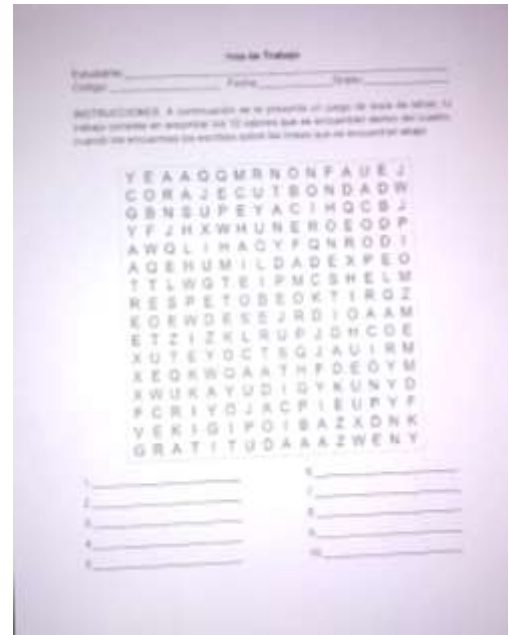 Hoja de Trabajo
Estudiante:
Código: Fecha: Grado:
INSTRUCCIONES: A continuación se te presenta un juego de sopa de letras, tu
trabajo consiste en encontrar los 10 valores que se encuentran dentro del cuadro,
cuando los encuentres los escribes sobre las líneas que se encuentran abajo
Y E A A G Q M R N O N F A U E J
C O R A J E C U T B O N D A D W
G B N S U P E Y A C I H Q C B J
Y F J H X W H U N E R O E O D P
A W Q L I H A O Y F Q N R O D I
A Q E H U M I L D A D E X P E O
T T L W G T E I P M C S H E L M
R E S P E T O B E O K T I R G Z
E O E W D E S E J R D I O A A M
E T Z I Z K L R U P J D H C O E
X U T E Y O C T S G J A U I R M
X E Q K W G A A T H F D E O Y M
X W U K A Y U D I G Y K U N Y D
P C R I Y O J A C P I E U P Y F
V E K I G I P O I B A Z X D N K
G R A T I T U D A A A Z W E N Y
1. 6.
2. 7.
3. 8.
4. 9.
5. 10.